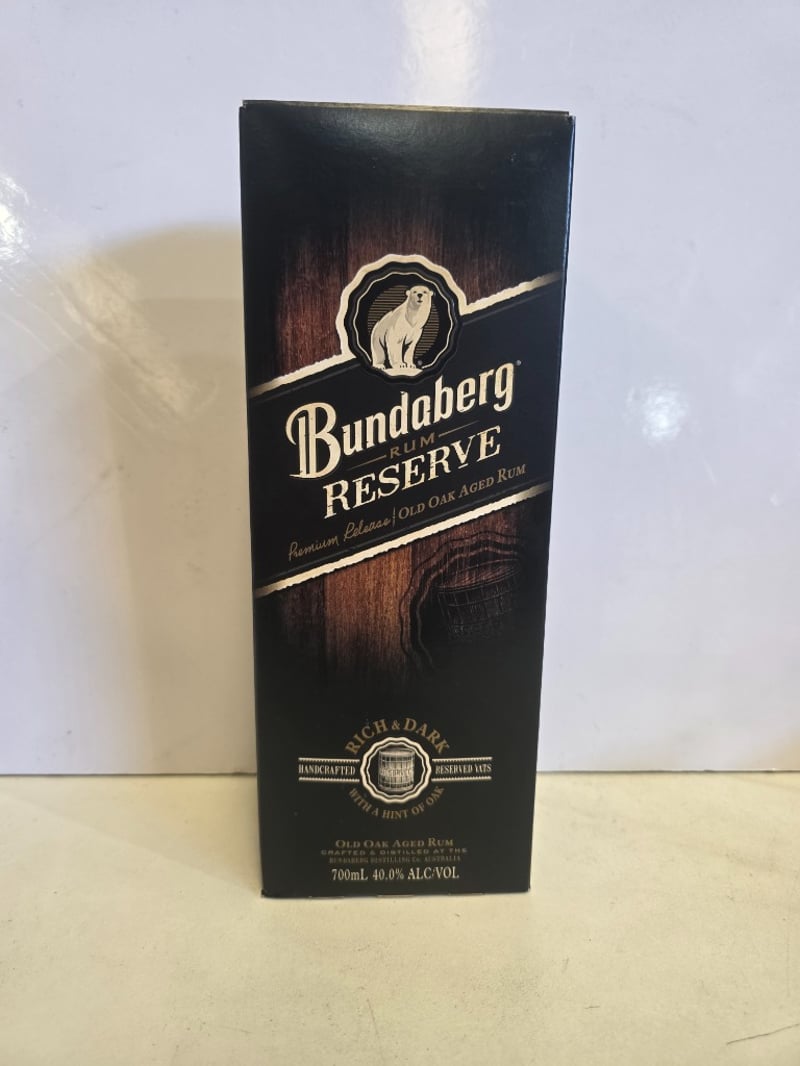 Bundaberg®
RUM
RESERVE
Premium Release | OLD OAK AGED RUM
RICH & DARK
HANDCRAFTED RESERVED VATS
WITH A HINT OF OAK
OLD OAK AGED RUM
CRAFTED & DISTILLED AT THE
BUNDABERG DISTILLING Co. AUSTRALIA
700mL 40.0% ALC/VOL